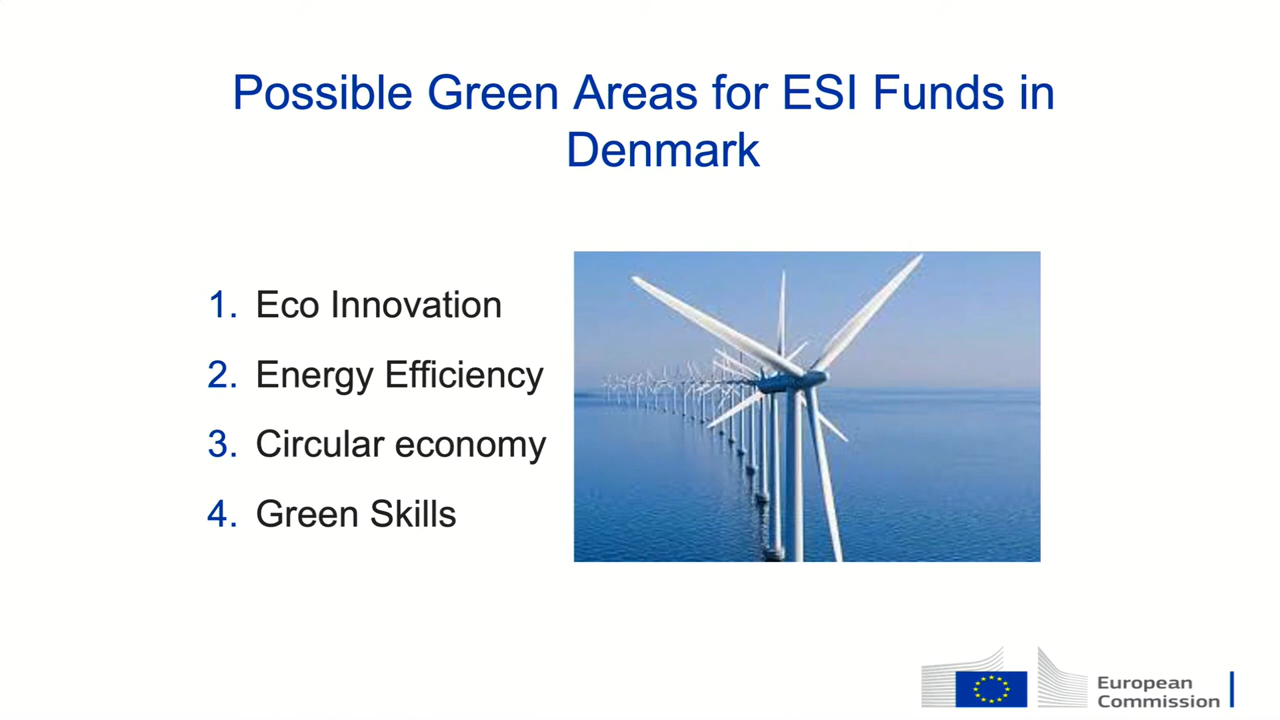 Possible Green Areas for ESI Funds in
Denmark
1. Eco Innovation
2. Energy Efficiency
3. Circular economy
4. Green Skills
European
Commission